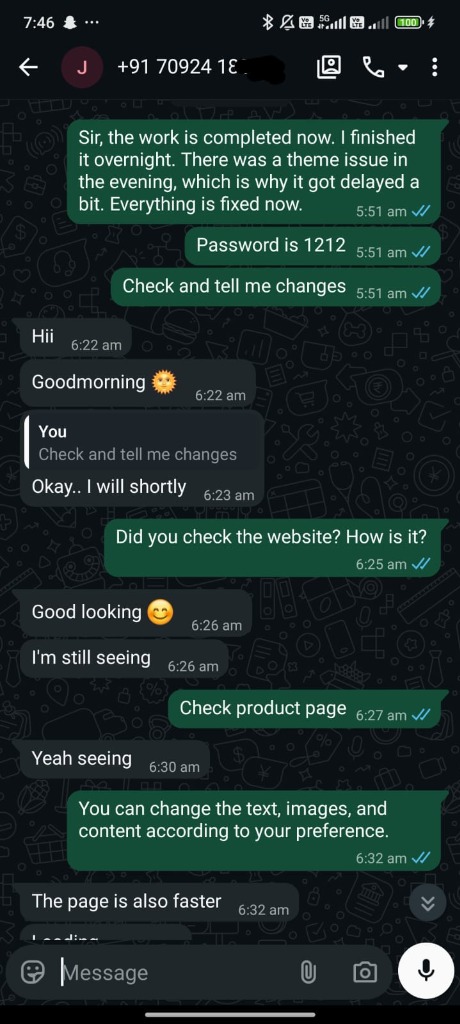 7:46
5G
100
J
+91 70924 18
Sir, the work is completed now. I finished
it overnight. There was a theme issue in
the evening, which is why it got delayed a
bit. Everything is fixed now.
5:51 am
Password is 1212 5:51 am
Check and tell me changes 5:51 am
Hii 6:22 am
Goodmorning 🌞 6:22 am
You
Check and tell me changes
Okay.. I will shortly 6:23 am
Did you check the website? How is it?
6:25 am
Good looking 😊 6:26 am
I'm still seeing 6:26 am
Check product page 6:27 am
Yeah seeing 6:30 am
You can change the text, images, and
content according to your preference.
6:32 am
The page is also faster 6:32 am
Message